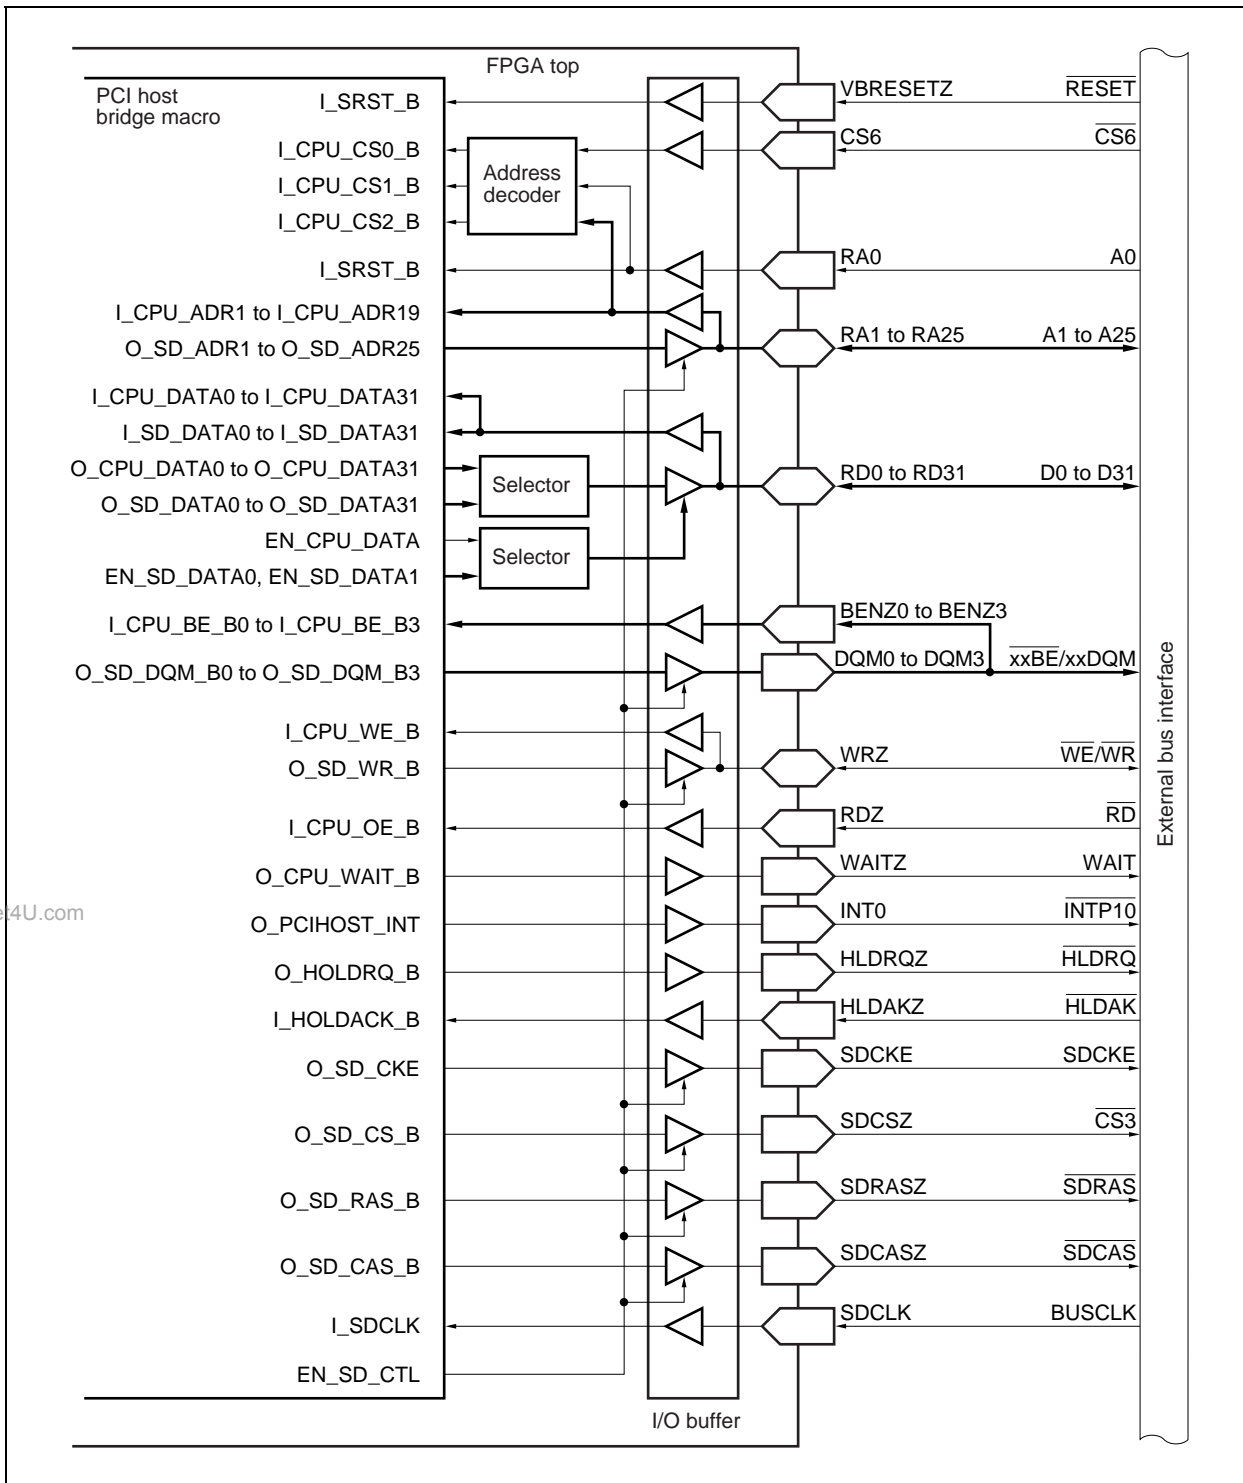 FPGA top
PCI host
bridge macro
I_SRST_B VBRESETZ RESET
I_CPU_CS0_B CS6 CS6
Address
decoder
I_CPU_CS1_B
I_CPU_CS2_B
I_SRST_B RA0 A0
I_CPU_ADR1 to I_CPU_ADR19
O_SD_ADR1 to O_SD_ADR25 RA1 to RA25 A1 to A25
I_CPU_DATA0 to I_CPU_DATA31
I_SD_DATA0 to I_SD_DATA31
O_CPU_DATA0 to O_CPU_DATA31 RD0 to RD31 D0 to D31
Selector
O_SD_DATA0 to O_SD_DATA31
EN_CPU_DATA
Selector
EN_SD_DATA0, EN_SD_DATA1
I_CPU_BE_B0 to I_CPU_BE_B3 BENZ0 to BENZ3
O_SD_DQM_B0 to O_SD_DQM_B3 DQM0 to DQM3 xxBE/xxDQM
I_CPU_WE_B
O_SD_WR_B WRZ WE/WR
I_CPU_OE_B RDZ RD
O_CPU_WAIT_B WAITZ WAIT
et4U.com
O_PCIHOST_INT INT0 INTP10
O_HOLDRQ_B HLDRQZ HLDRQ
I_HOLDACK_B HLDAKZ HLDAK
O_SD_CKE SDCKE SDCKE
O_SD_CS_B SDCSZ CS3
O_SD_RAS_B SDRASZ SDRAS
O_SD_CAS_B SDCASZ SDCAS
I_SDCLK SDCLK BUSCLK
EN_SD_CTL
I/O buffer
External bus interface